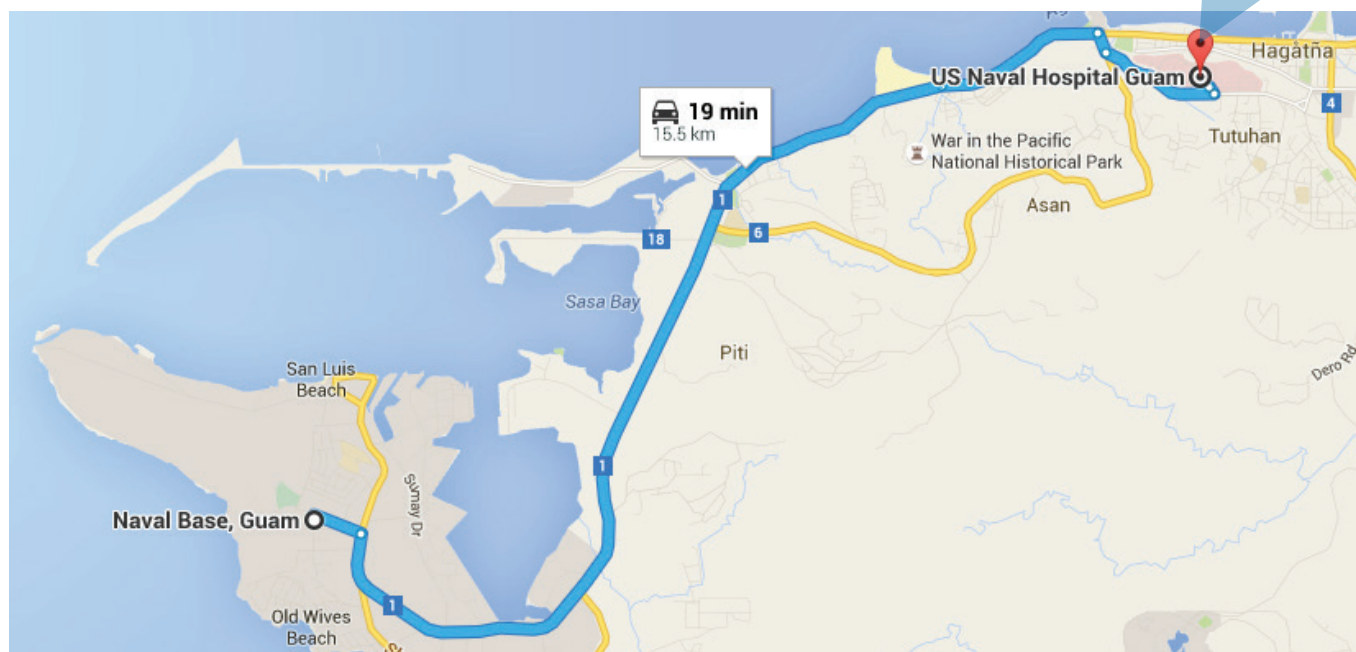 Hagåtña
US Naval Hospital Guam
4
Tutuhan
19 min
15.5 km
War in the Pacific
National Historical Park
Asan
1
18
6
Sasa Bay
Piti
Dero Rd
San Luis
Beach
1
Sumay Dr
Naval Base, Guam
1
Old Wives
Beach